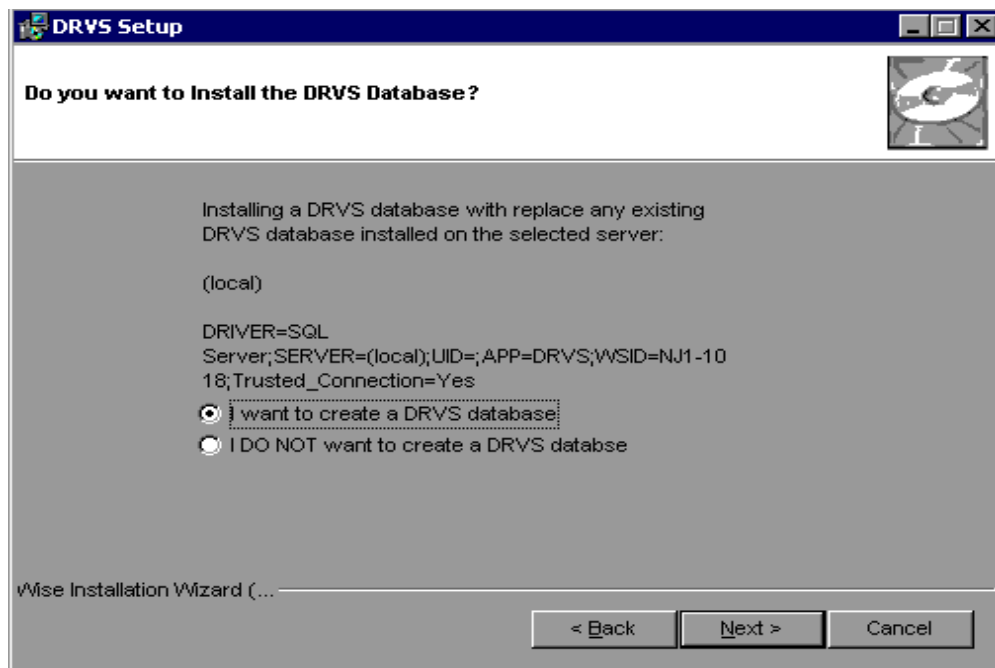 DRVS Setup
Do you want to Install the DRVS Database?
Installing a DRVS database with replace any existing
DRVS database installed on the selected server:
(local)
DRIVER=SQL
Server;SERVER=(local);UID=;APP=DRVS;WSID=NJ1-10
18;Trusted_Connection=Yes
I want to create a DRVS database
I DO NOT want to create a DRVS databse
Wise Installation Wizard (...
< Back
Next >
Cancel